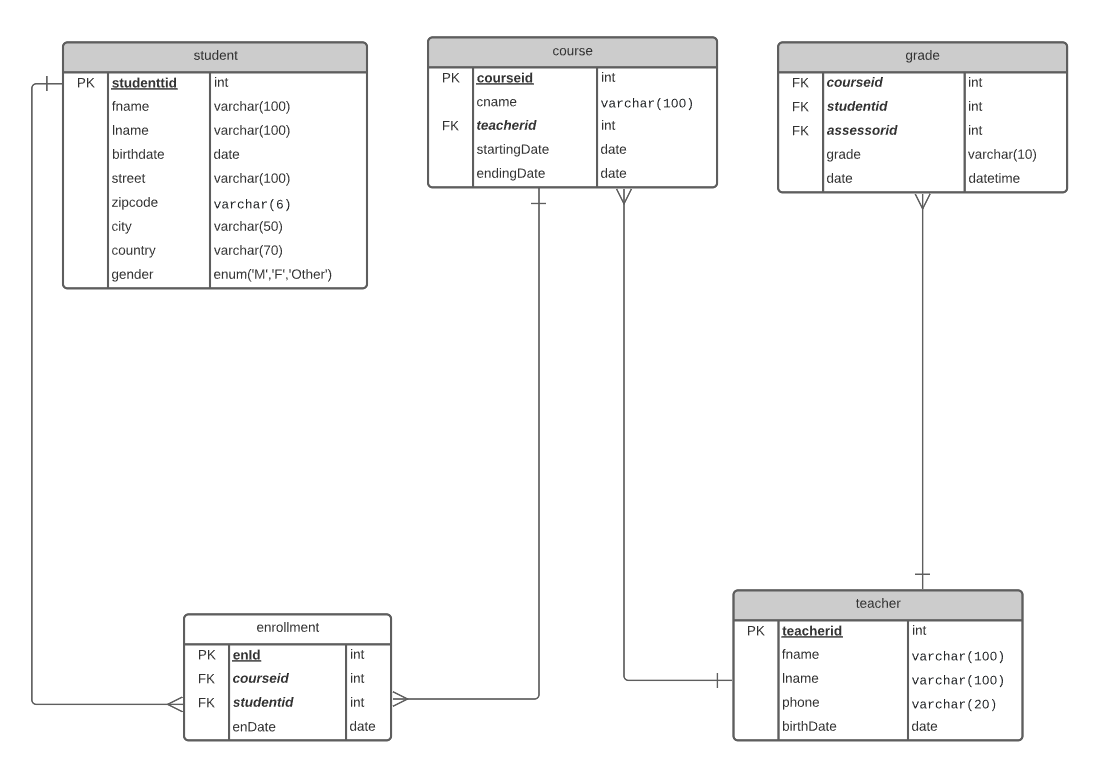 student
PK studenttid int
fname varchar(100)
lname varchar(100)
birthdate date
street varchar(100)
zipcode varchar(6)
city varchar(50)
country varchar(70)
gender enum('M','F','Other')
course
PK courseid int
cname varchar(100)
FK teacherid int
startingDate date
endingDate date
grade
FK courseid int
FK studentid int
FK assessorid int
grade varchar(10)
date datetime
enrollment
PK enId int
FK courseid int
FK studentid int
enDate date
teacher
PK teacherid int
fname varchar(100)
lname varchar(100)
phone varchar(20)
birthDate date